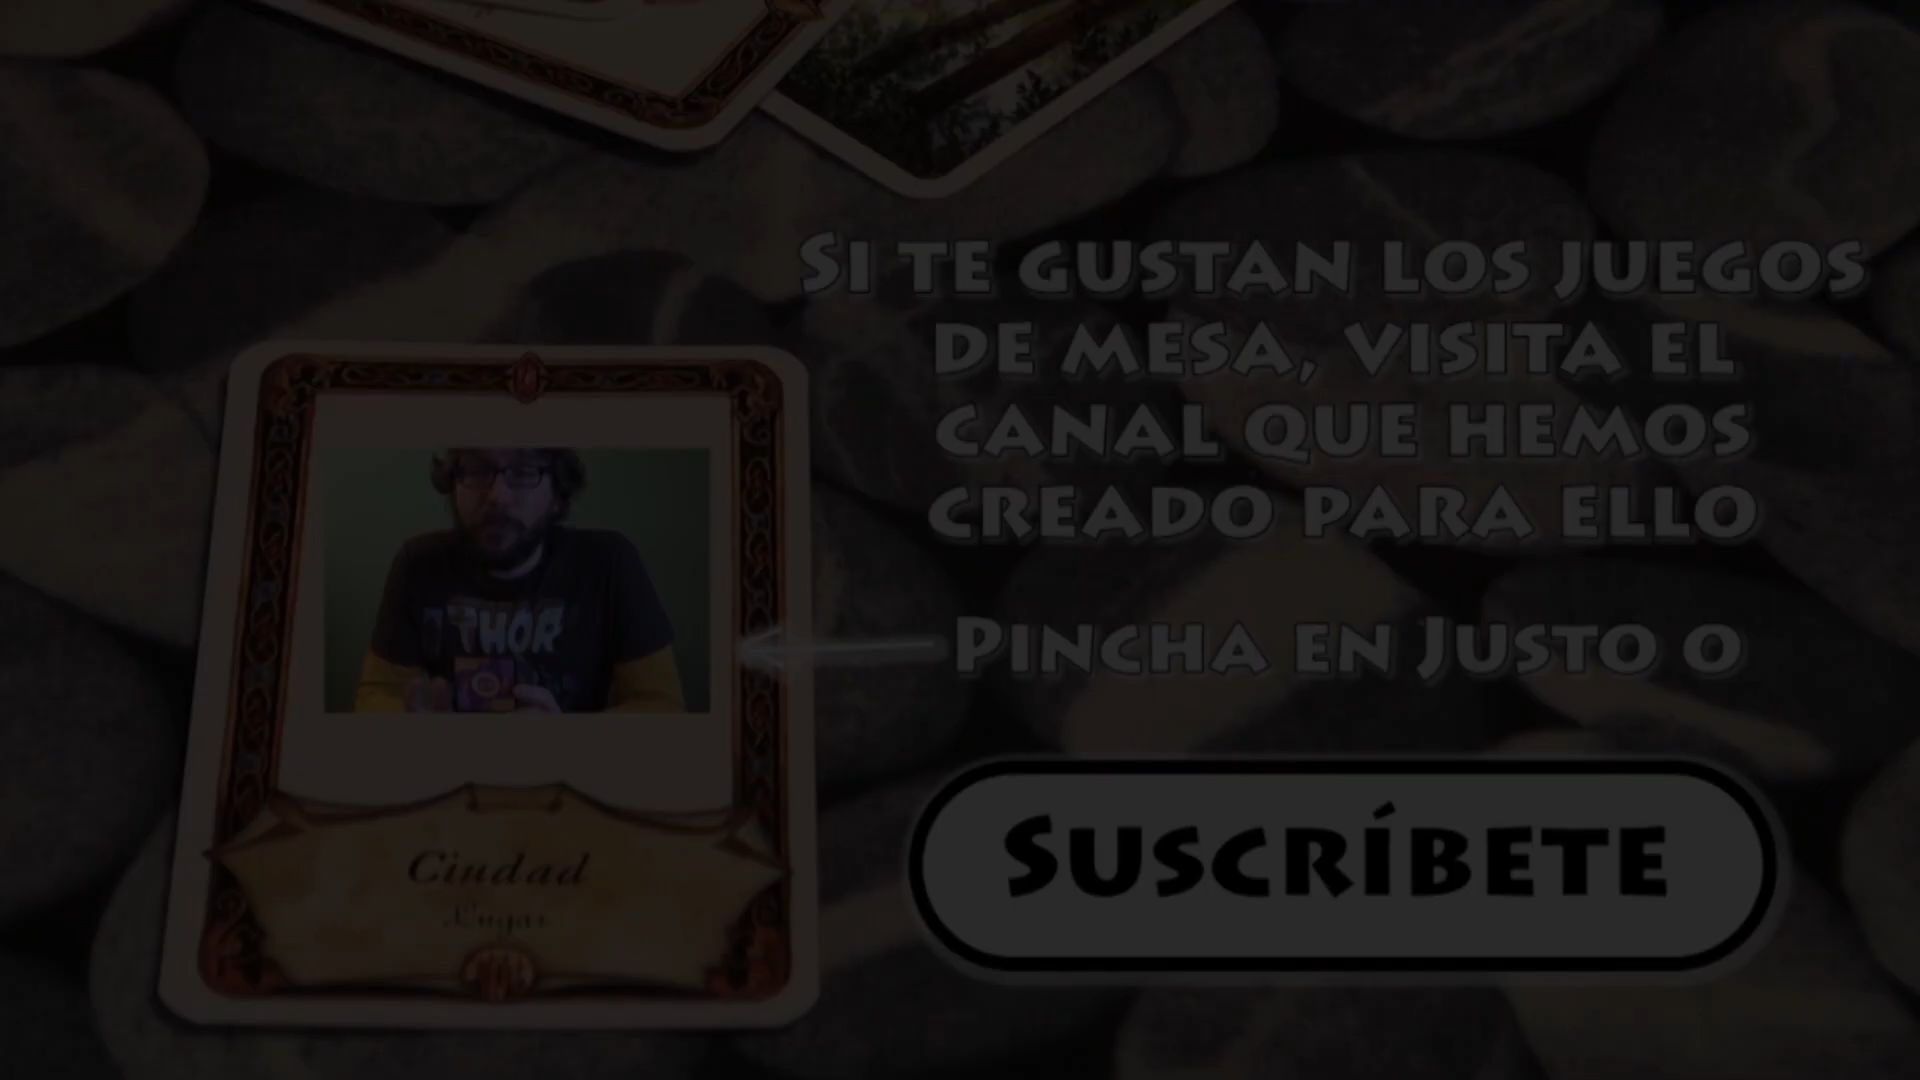 Si te gustan los juegos
de mesa, visita el
canal que hemos
creado para ello
Pincha en Justo o
Suscríbete
THOR
Ciudad
Lugar